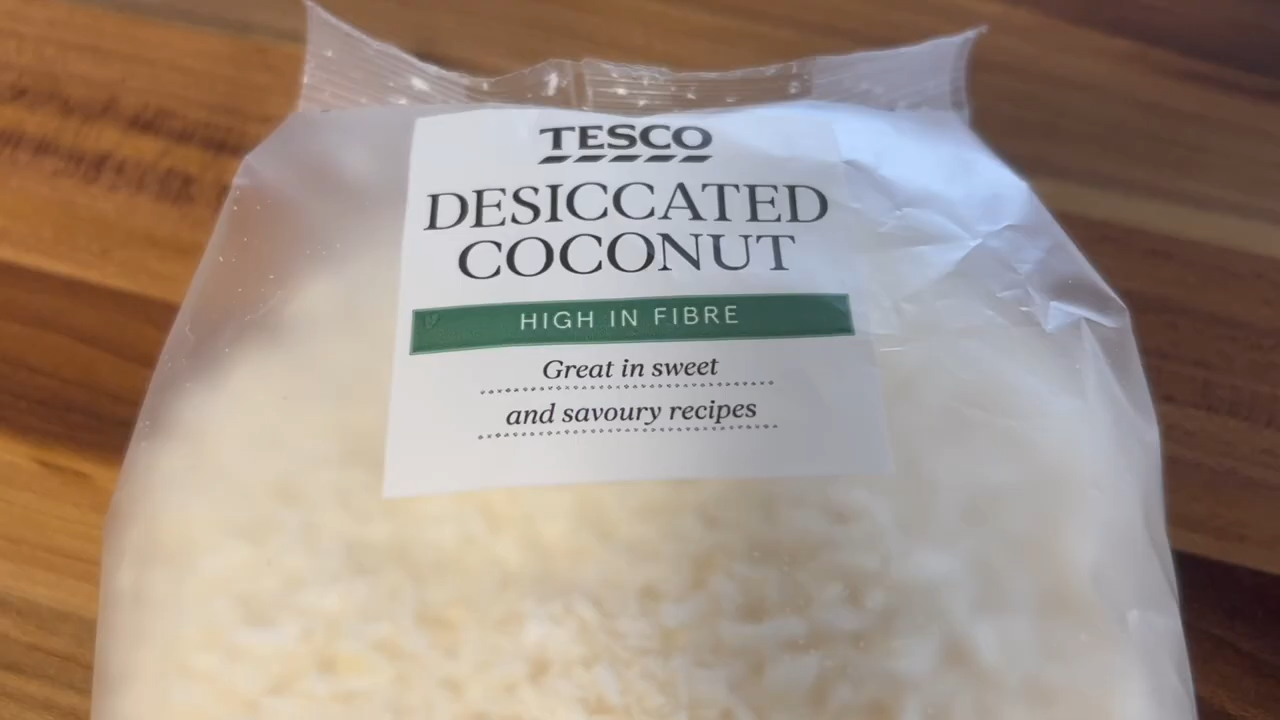 TESCO
DESICCATED
COCONUT
HIGH IN FIBRE
Great in sweet
and savoury recipes